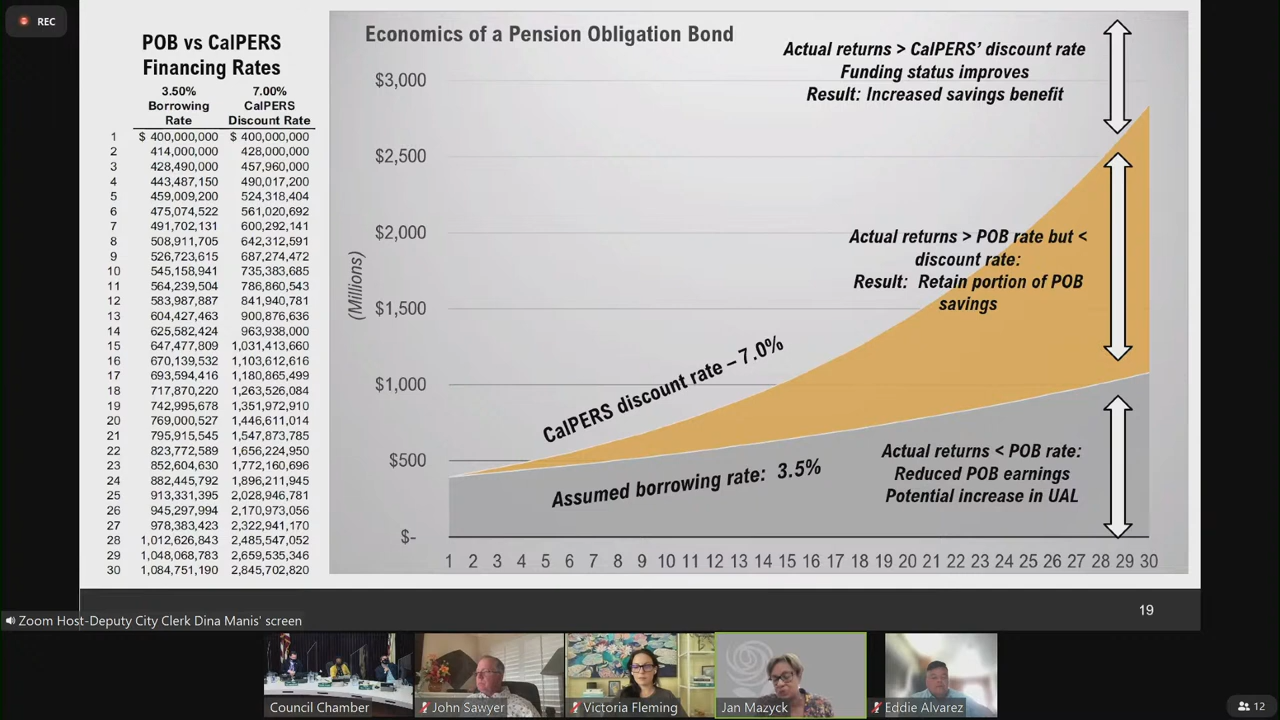 REC
POB vs CalPERS
Financing Rates
3.50% 7.00%
Borrowing CalPERS
Rate Discount Rate
1 $ 400,000,000 $ 400,000,000
2 414,000,000 428,000,000
3 428,490,000 457,960,000
4 443,487,150 490,017,200
5 459,009,200 524,318,404
6 475,074,522 561,020,692
7 491,702,131 600,292,141
8 508,911,705 642,312,591
9 526,723,615 687,274,472
10 545,158,941 735,383,685
11 564,239,504 786,860,543
12 583,987,887 841,940,781
13 604,427,463 900,876,636
14 625,582,424 963,938,000
15 647,477,809 1,031,413,660
16 670,139,532 1,103,612,616
17 693,594,416 1,180,865,499
18 717,870,220 1,263,526,084
19 742,995,678 1,351,972,910
20 769,000,527 1,446,611,014
21 795,915,545 1,547,873,785
22 823,772,589 1,656,224,950
23 852,604,630 1,772,160,696
24 882,445,792 1,896,211,945
25 913,331,395 2,028,946,781
26 945,297,994 2,170,973,056
27 978,383,423 2,322,941,170
28 1,012,626,843 2,485,547,052
29 1,048,068,783 2,659,535,346
30 1,084,751,190 2,845,702,820
Economics of a Pension Obligation Bond
(Millions)
$3,000
$2,500
$2,000
$1,500
$1,000
$500
$-
1 2 3 4 5 6 7 8 9 10 11 12 13 14 15 16 17 18 19 20 21 22 23 24 25 26 27 28 29 30
Actual returns > CalPERS' discount rate
Funding status improves
Result: Increased savings benefit
Actual returns > POB rate but <
discount rate:
Result: Retain portion of POB
savings
CalPERS discount rate – 7.0%
Assumed borrowing rate: 3.5%
Actual returns < POB rate:
Reduced POB earnings
Potential increase in UAL
19
Zoom Host-Deputy City Clerk Dina Manis' screen
Council Chamber
John Sawyer
Victoria Fleming
Jan Mazyck
Eddie Alvarez
12